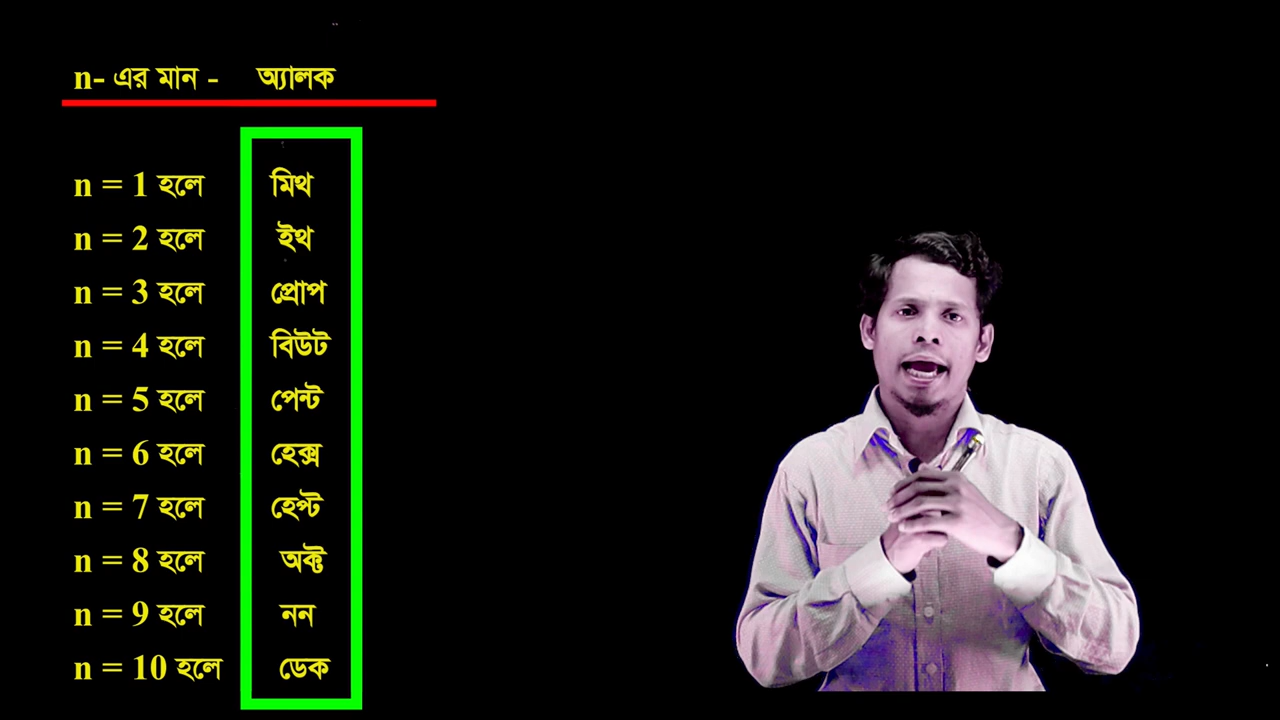 n- এর মান - অ্যালক
n = 1 হলে মিথ
n = 2 হলে ইথ
n = 3 হলে প্রোপ
n = 4 হলে বিউট
n = 5 হলে পেন্ট
n = 6 হলে হেক্স
n = 7 হলে হেপ্ট
n = 8 হলে অক্ট
n = 9 হলে নন
n = 10 হলে ডেক